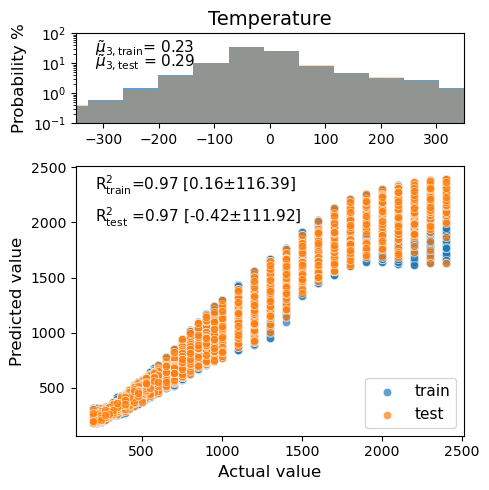 Temperature
Probability %
10² 10¹ 10⁰ 10⁻¹
μ̃₃,train= 0.23
μ̃₃,test = 0.29
−300 −200 −100 0 100 200 300
Predicted value
2500 2000 1500 1000 500
R²train=0.97 [0.16±116.39]
R²test =0.97 [-0.42±111.92]
train
test
500 1000 1500 2000 2500
Actual value